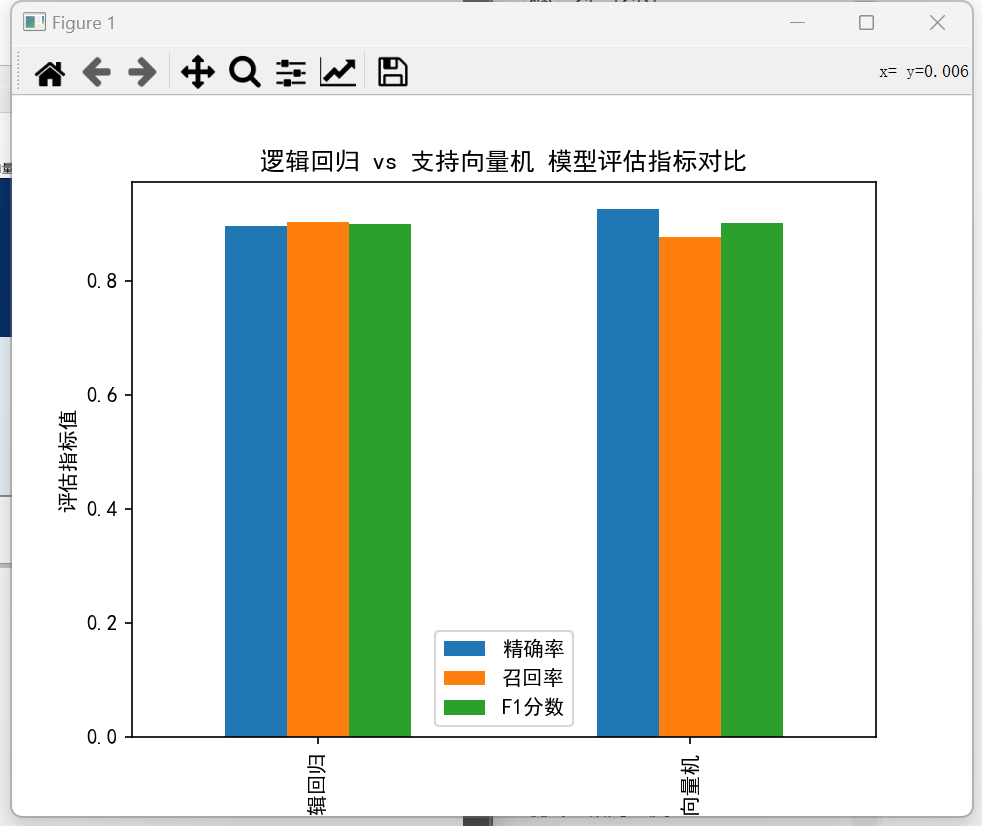 Figure 1
x= y=0.006
逻辑回归 vs 支持向量机 模型评估指标对比
评估指标值
0.8
0.6
0.4
0.2
0.0
精确率
召回率
F1分数
辑回归
向量机